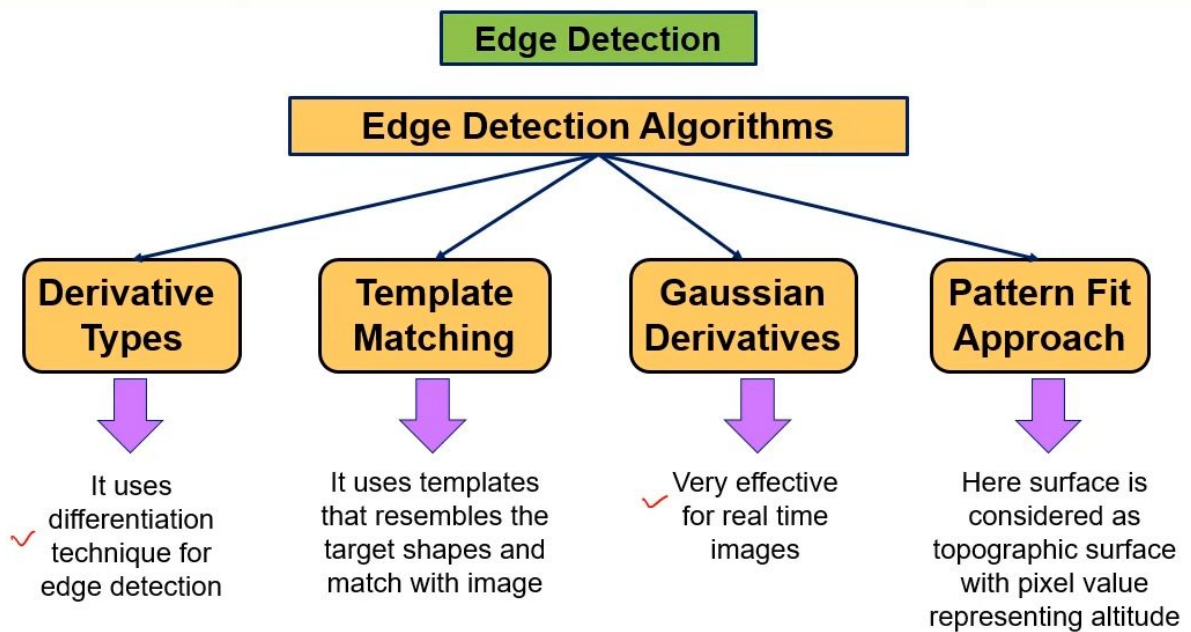 Edge Detection
Edge Detection Algorithms
Derivative
Types
Template
Matching
Gaussian
Derivatives
Pattern Fit
Approach
It uses
differentiation
technique for
edge detection
It uses templates
that resembles the
target shapes and
match with image
Very effective
for real time
images
Here surface is
considered as
topographic surface
with pixel value
representing altitude